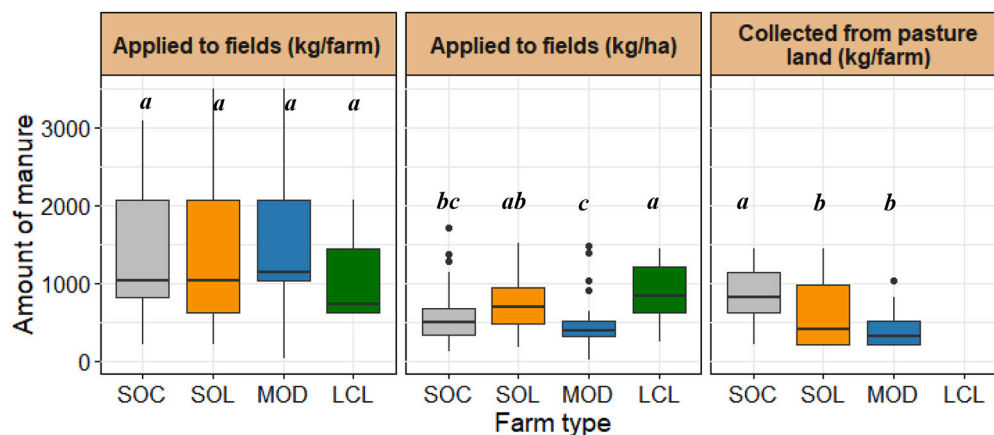 Applied to fields (kg/farm)
Applied to fields (kg/ha)
Collected from pasture
land (kg/farm)
Amount of manure
3000
2000
1000
0
a a a a
bc ab c a
a b b
SOC SOL MOD LCL
SOC SOL MOD LCL
SOC SOL MOD LCL
Farm type